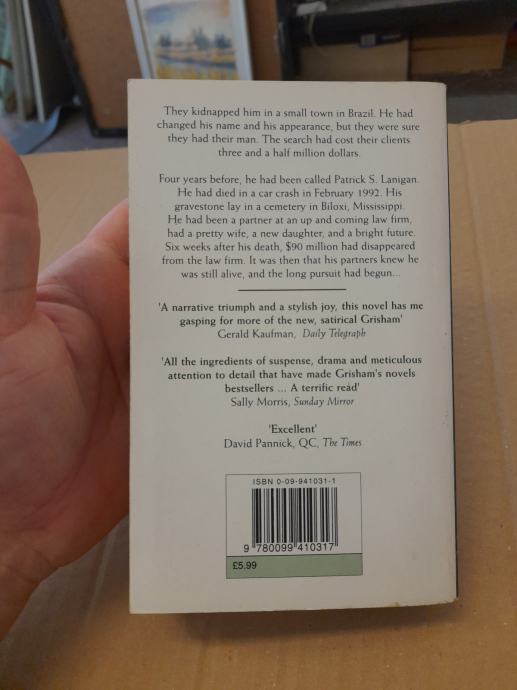 They kidnapped him in a small town in Brazil. He had
changed his name and his appearance, but they were sure
they had their man. The search had cost their clients
three and a half million dollars.
Four years before, he had been called Patrick S. Lanigan.
He had died in a car crash in February 1992. His
gravestone lay in a cemetery in Biloxi, Mississippi.
He had been a partner at an up and coming law firm,
had a pretty wife, a new daughter, and a bright future.
Six weeks after his death, $90 million had disappeared
from the law firm. It was then that his partners knew he
was still alive, and the long pursuit had begun...
'A narrative triumph and a stylish joy, this novel has me
gasping for more of the new, satirical Grisham'
Gerald Kaufman, Daily Telegraph
'All the ingredients of suspense, drama and meticulous
attention to detail that have made Grisham's novels
bestsellers ... A terrific read'
Sally Morris, Sunday Mirror
'Excellent'
David Pannick, QC, The Times
ISBN 0-09-941031-1
9 780099 410317
£5.99